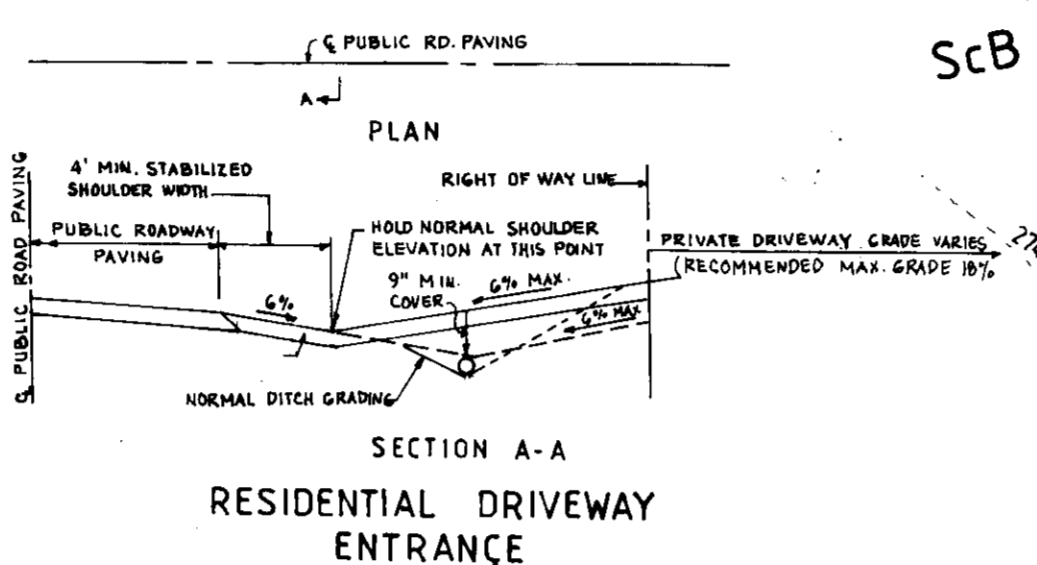 ℄ PUBLIC RD. PAVING
ScB
A
PLAN
4' MIN. STABILIZED
SHOULDER WIDTH
RIGHT OF WAY LINE
℄ PUBLIC ROAD PAVING
PUBLIC ROADWAY
PAVING
HOLD NORMAL SHOULDER
ELEVATION AT THIS POINT
PRIVATE DRIVEWAY GRADE VARIES
(RECOMMENDED MAX. GRADE 18%
9" MIN.
COVER
6% MAX.
6%
6% MAX
NORMAL DITCH GRADING
SECTION A-A
RESIDENTIAL DRIVEWAY
ENTRANCE